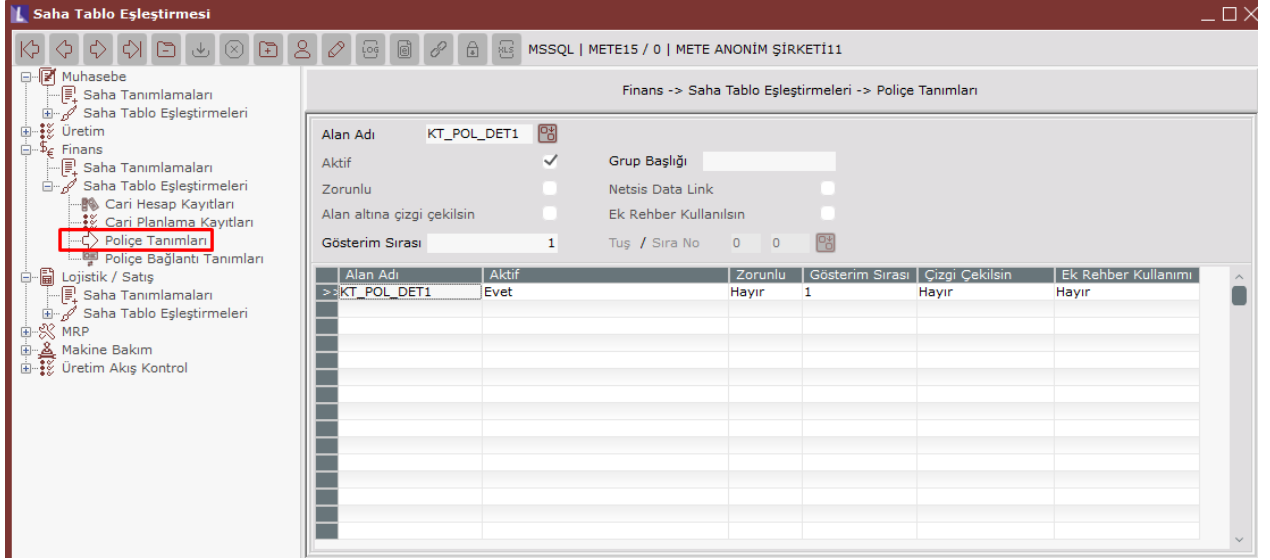 Saha Tablo Eşleştirmesi
MSSQL | METE15 / 0 | METE ANONİM ŞİRKETİ11
Muhasebe
Saha Tanımlamaları
Saha Tablo Eşleştirmeleri
Üretim
Finans
Saha Tanımlamaları
Saha Tablo Eşleştirmeleri
Cari Hesap Kayıtları
Cari Planlama Kayıtları
Poliçe Tanımları
Poliçe Bağlantı Tanımları
Lojistik / Satış
Saha Tanımlamaları
Saha Tablo Eşleştirmeleri
MRP
Makine Bakım
Üretim Akış Kontrol
Finans -> Saha Tablo Eşleştirmeleri -> Poliçe Tanımları
Alan Adı KT_POL_DET1
Aktif Grup Başlığı
Zorunlu Netsis Data Link
Alan altına çizgi çekilsin Ek Rehber Kullanılsın
Gösterim Sırası 1 Tuş / Sıra No 0 0
Alan Adı Aktif Zorunlu Gösterim Sırası Çizgi Çekilsin Ek Rehber Kullanımı
KT_POL_DET1 Evet Hayır 1 Hayır Hayır